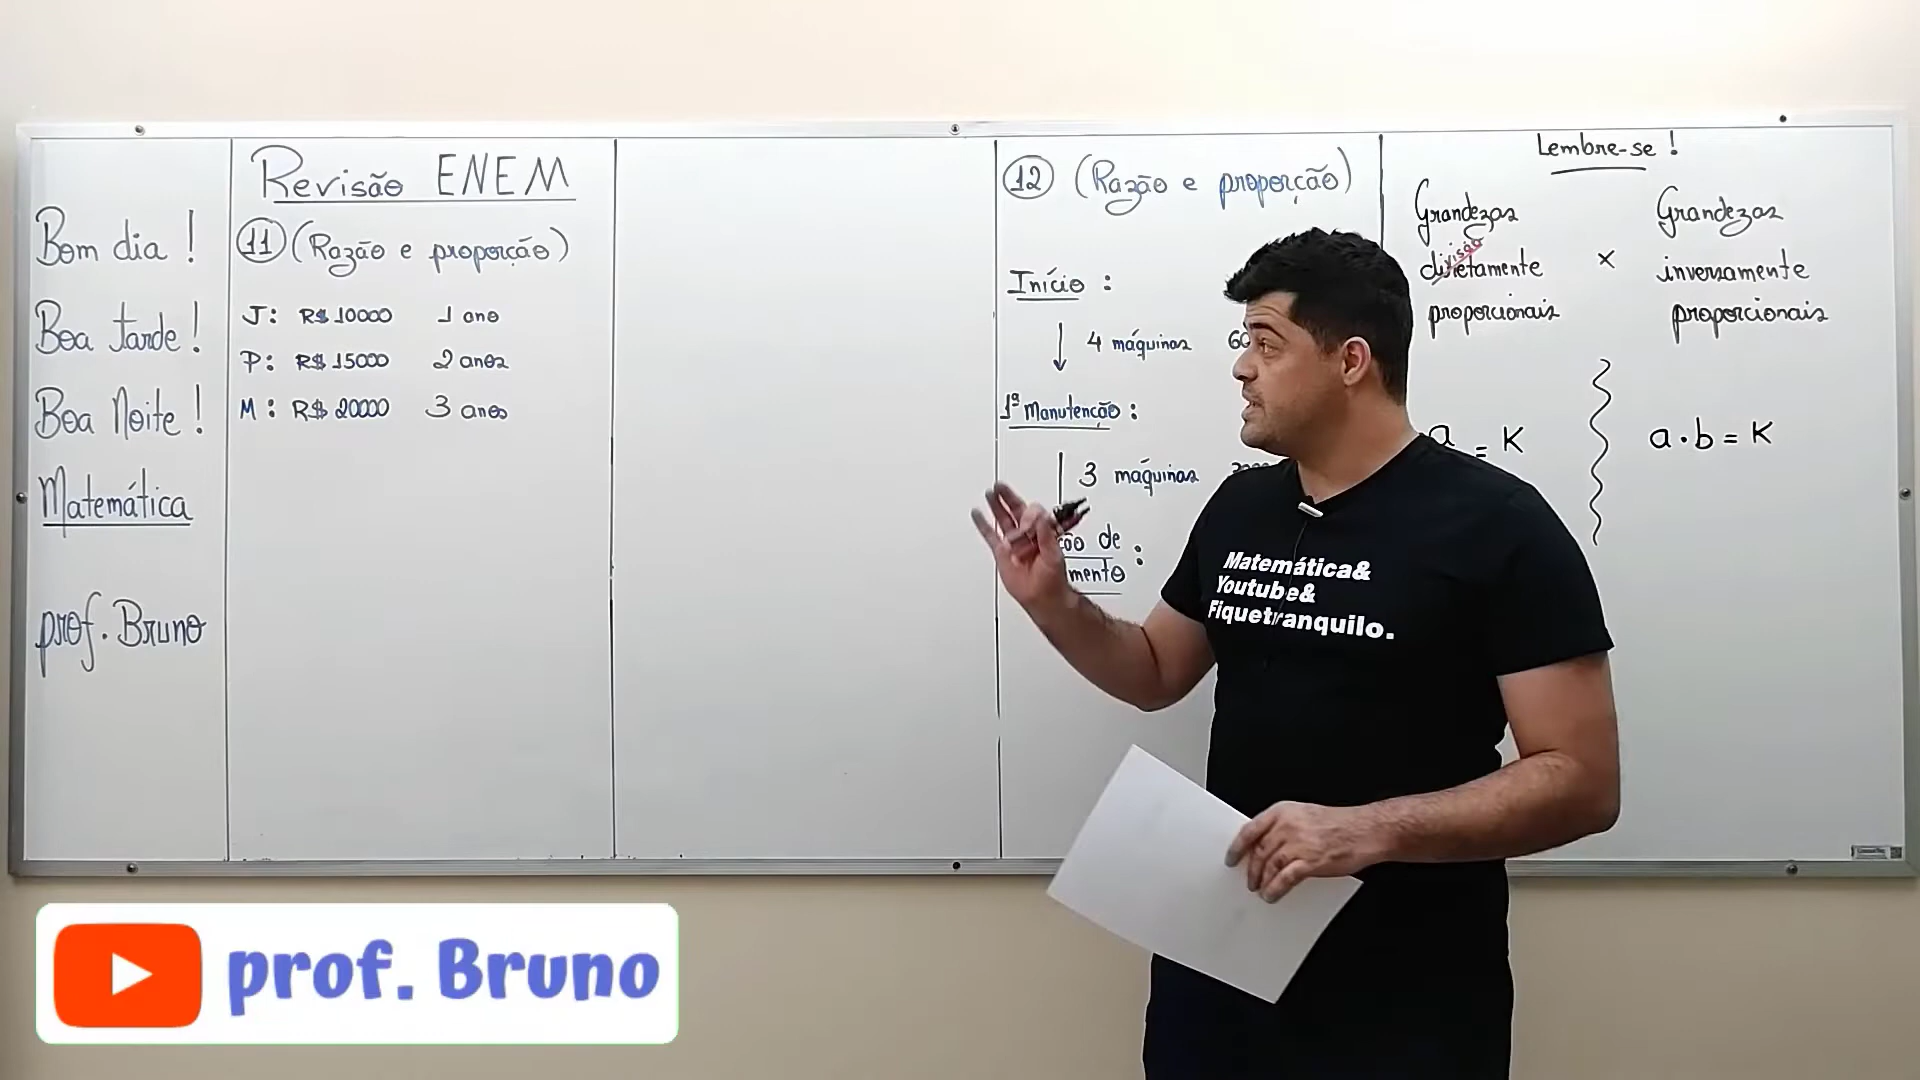 Bom dia !
Boa tarde !
Boa Noite !
Matemática
prof. Bruno
Revisão ENEM
11 (Razão e proporção)
J: R$ 10000 1 ano
P: R$ 15000 2 anos
M: R$ 20000 3 anos
12 (Razão e proporção)
Início :
4 máquinas
1ª Manutenção :
3 máquinas
de
:
Lembre-se !
Grandezas
divisão
diretamente
proporcionais
x
Grandezas
inversamente
proporcionais
a = K
a . b = K
Matemática&
Youtube&
Fiquetranquilo.
prof. Bruno